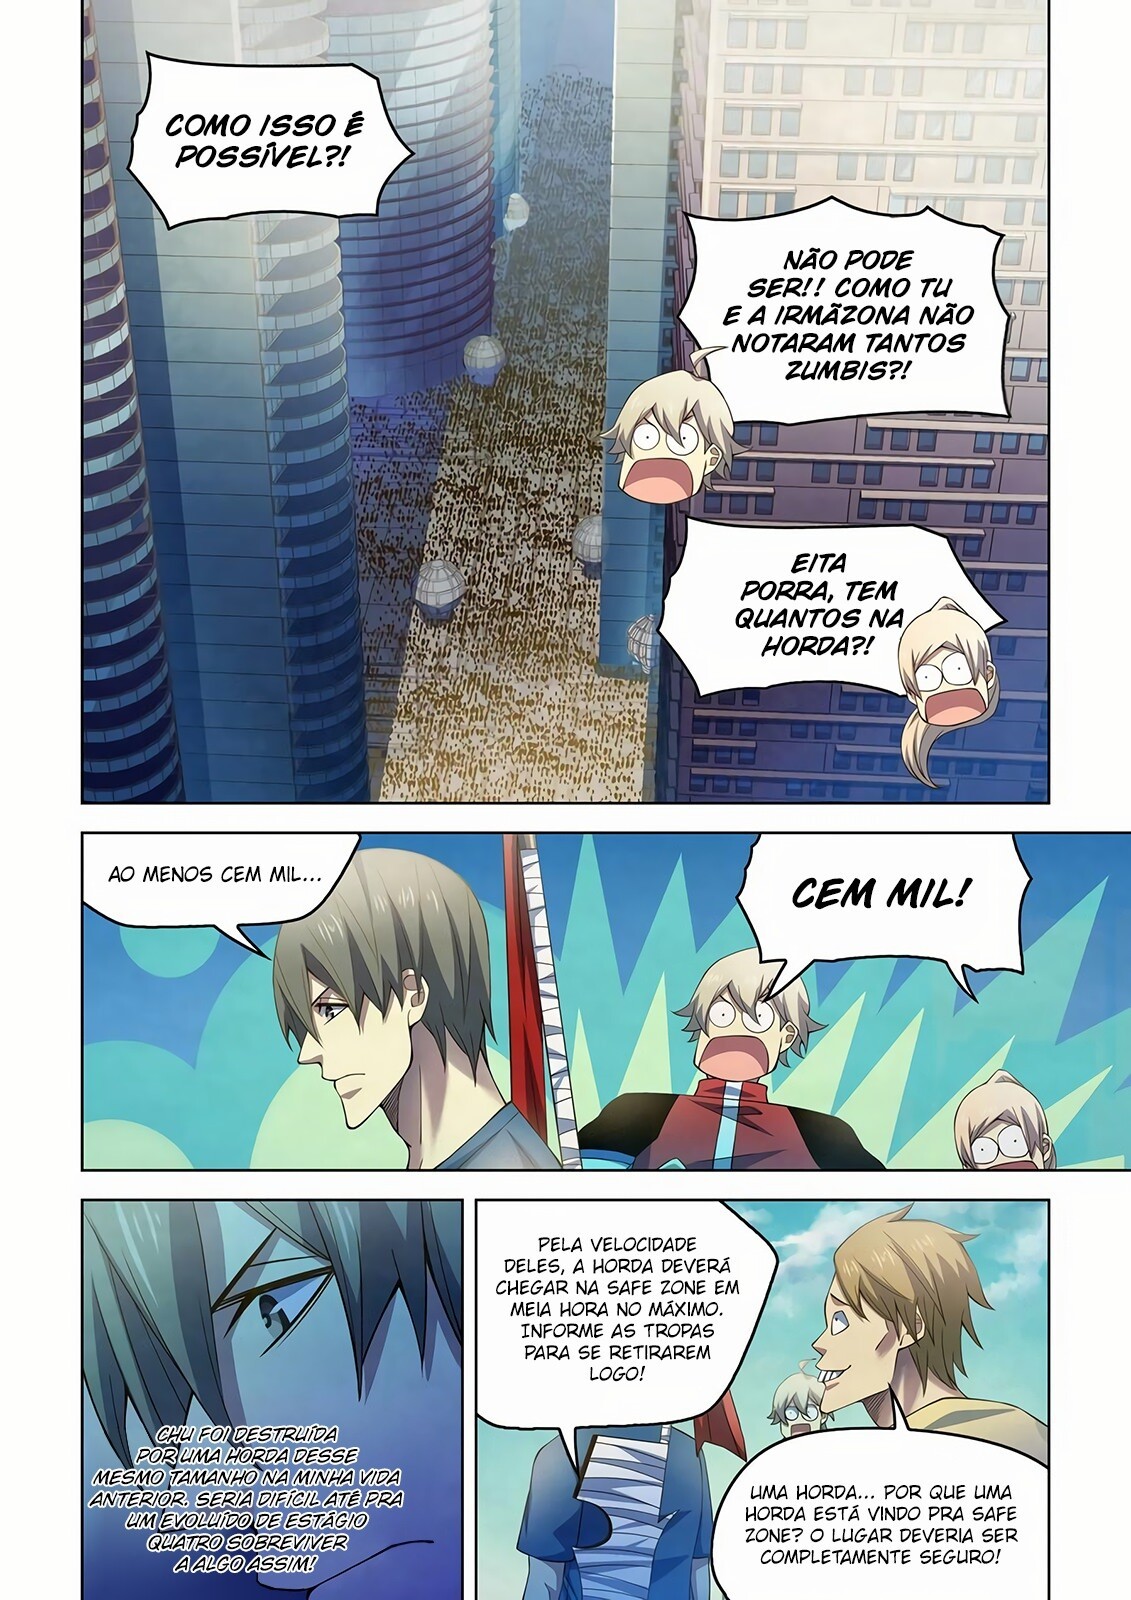 COMO ISSO É
POSSÍVEL?!
NÃO PODE
SER!! COMO TU
E A IRMÃZONA NÃO
NOTARAM TANTOS
ZUMBIS?!
EITA
PORRA, TEM
QUANTOS NA
HORDA?!
AO MENOS CEM MIL...
CEM MIL!
CHU FOI DESTRUÍDA
POR UMA HORDA DESSE
MESMO TAMANHO NA MINHA VIDA
ANTERIOR. SERIA DIFÍCIL ATÉ PRA
UM EVOLUÍDO DE ESTÁGIO
QUATRO SOBREVIVER
A ALGO ASSIM!
PELA VELOCIDADE
DELES, A HORDA DEVERÁ
CHEGAR NA SAFE ZONE EM
MEIA HORA NO MÁXIMO.
INFORME AS TROPAS
PARA SE RETIRAREM
LOGO!
UMA HORDA... POR QUE UMA
HORDA ESTÁ VINDO PRA SAFE
ZONE? O LUGAR DEVERIA SER
COMPLETAMENTE SEGURO!